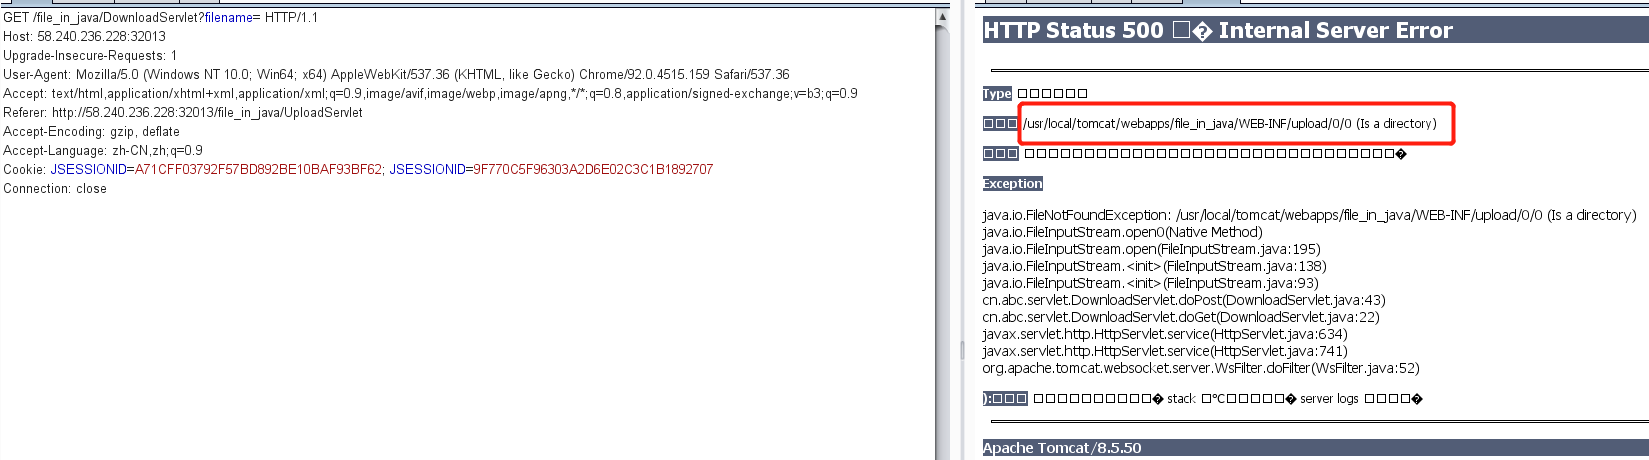 GET /file_in_java/DownloadServlet?filename= HTTP/1.1
Host: 58.240.236.228:32013
Upgrade-Insecure-Requests: 1
User-Agent: Mozilla/5.0 (Windows NT 10.0; Win64; x64) AppleWebKit/537.36 (KHTML, like Gecko) Chrome/92.0.4515.159 Safari/537.36
Accept: text/html,application/xhtml+xml,application/xml;q=0.9,image/avif,image/webp,image/apng,*/*;q=0.8,application/signed-exchange;v=b3;q=0.9
Referer: http://58.240.236.228:32013/file_in_java/UploadServlet
Accept-Encoding: gzip, deflate
Accept-Language: zh-CN,zh;q=0.9
Cookie: JSESSIONID=A71CFF03792F57BD892BE10BAF93BF62; JSESSIONID=9F770C5F96303A2D6E02C3C1B1892707
Connection: close
HTTP Status 500 □� Internal Server Error
Type □□□□□□
□□□ /usr/local/tomcat/webapps/file_in_java/WEB-INF/upload/0/0 (Is a directory)
□□□ □□□□□□□□□□□□□□□□□□□□□□□□□□□□□□□�
Exception
java.io.FileNotFoundException: /usr/local/tomcat/webapps/file_in_java/WEB-INF/upload/0/0 (Is a directory)
java.io.FileInputStream.open0(Native Method)
java.io.FileInputStream.open(FileInputStream.java:195)
java.io.FileInputStream.<init>(FileInputStream.java:138)
java.io.FileInputStream.<init>(FileInputStream.java:93)
cn.abc.servlet.DownloadServlet.doPost(DownloadServlet.java:43)
cn.abc.servlet.DownloadServlet.doGet(DownloadServlet.java:22)
javax.servlet.http.HttpServlet.service(HttpServlet.java:634)
javax.servlet.http.HttpServlet.service(HttpServlet.java:741)
org.apache.tomcat.websocket.server.WsFilter.doFilter(WsFilter.java:52)
):□□□ □□□□□□□□□□� stack □℃□□□□□� server logs □□□□�
Apache Tomcat/8.5.50